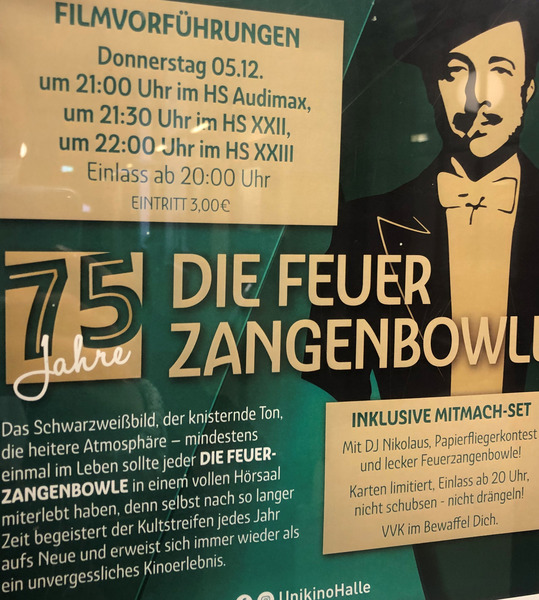 FILMVORFÜHRUNGEN
Donnerstag 05.12.
um 21:00 Uhr im HS Audimax,
um 21:30 Uhr im HS XXII,
um 22:00 Uhr im HS XXIII
Einlass ab 20:00 Uhr
EINTRITT 3,00€
75
Jahre
DIE FEUER
ZANGENBOWLE
Das Schwarzweißbild, der knisternde Ton,
die heitere Atmosphäre – mindestens
einmal im Leben sollte jeder DIE FEUER-
ZANGENBOWLE in einem vollen Hörsaal
miterlebt haben, denn selbst nach so langer
Zeit begeistert der Kultstreifen jedes Jahr
aufs Neue und erweist sich immer wieder als
ein unvergessliches Kinoerlebnis.
INKLUSIVE MITMACH-SET
Mit DJ Nikolaus, Papierfliegerkontest
und lecker Feuerzangenbowle!
Karten limitiert, Einlass ab 20 Uhr,
nicht schubsen - nicht drängeln!
VVK im Bewaffel Dich.
UnikinoHalle